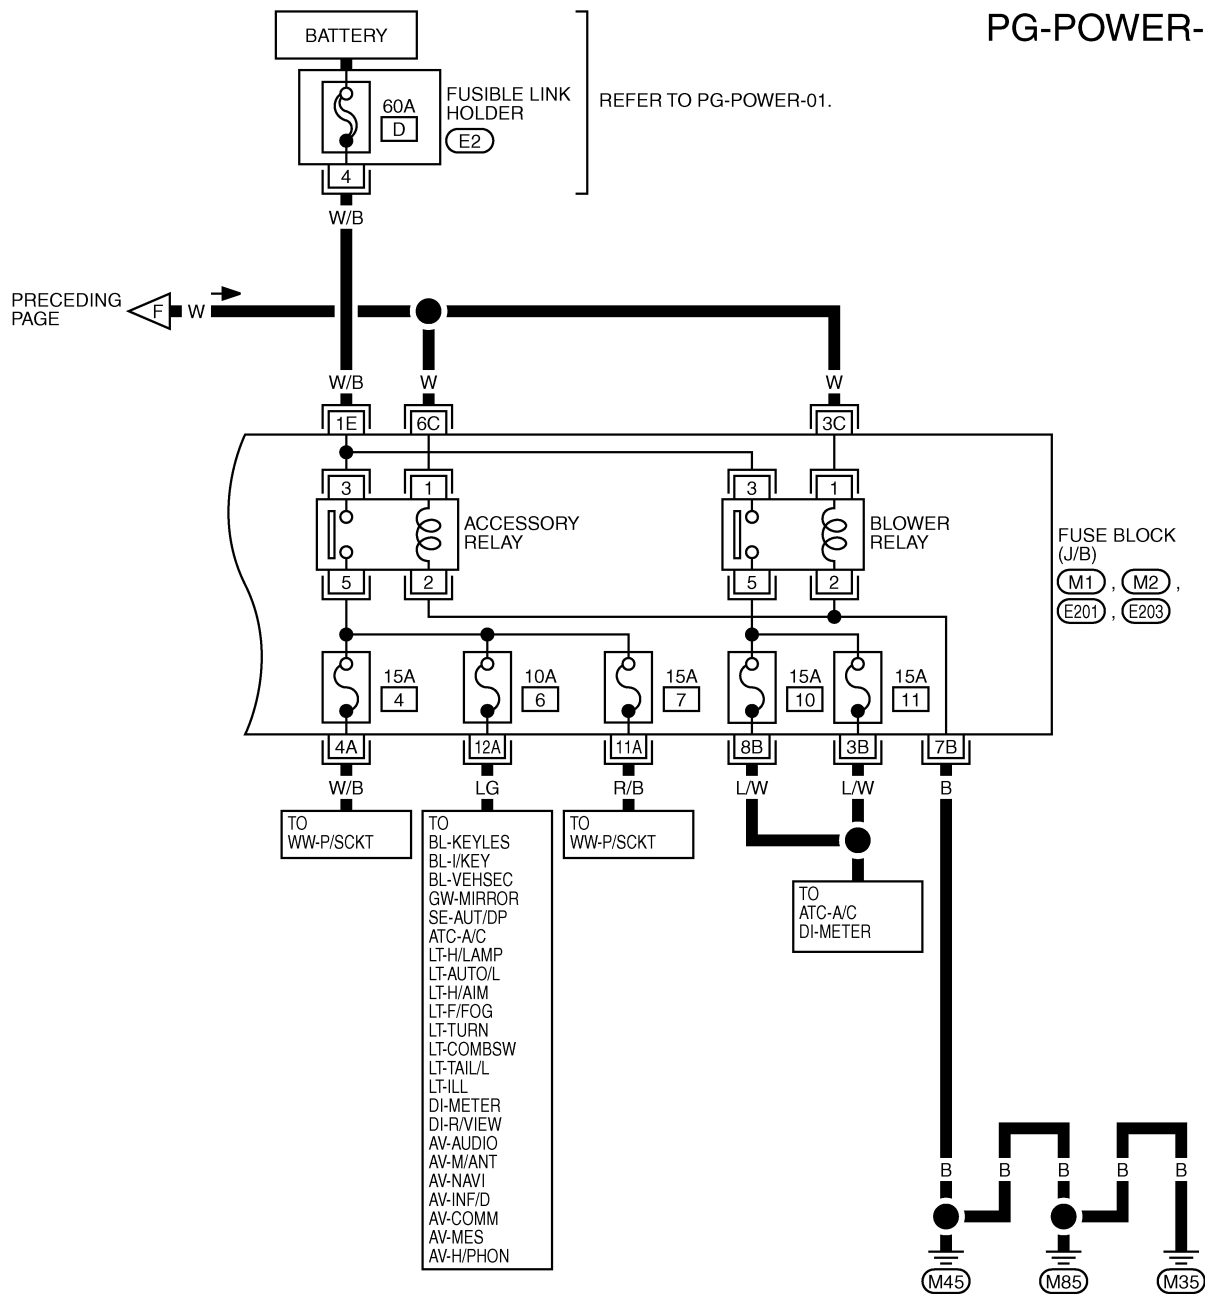 PG-POWER-
BATTERY
60A
D
FUSIBLE LINK
HOLDER
E2
REFER TO PG-POWER-01.
4
W/B
PRECEDING
PAGE
F
W
W/B
W
W
1E
6C
3C
3
1
3
1
ACCESSORY
RELAY
BLOWER
RELAY
FUSE BLOCK
(J/B)
M1 , M2 ,
E201 , E203
5
2
5
2
15A
4
10A
6
15A
7
15A
10
15A
11
4A
12A
11A
8B
3B
7B
W/B
LG
R/B
L/W
L/W
B
TO
WW-P/SCKT
TO
BL-KEYLES
BL-I/KEY
BL-VEHSEC
GW-MIRROR
SE-AUT/DP
ATC-A/C
LT-H/LAMP
LT-AUTO/L
LT-H/AIM
LT-F/FOG
LT-TURN
LT-COMBSW
LT-TAIL/L
LT-ILL
DI-METER
DI-R/VIEW
AV-AUDIO
AV-M/ANT
AV-NAVI
AV-INF/D
AV-COMM
AV-MES
AV-H/PHON
TO
WW-P/SCKT
TO
ATC-A/C
DI-METER
B
B
B
B
B
M45
M85
M35